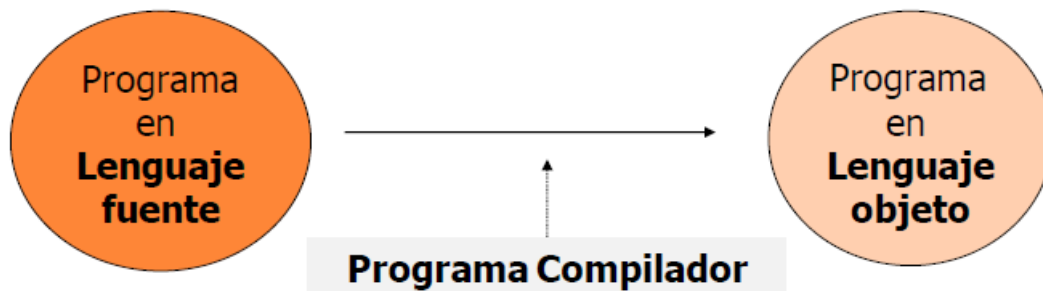 Programa
en
Lenguaje
fuente
Programa
en
Lenguaje
objeto
Programa Compilador